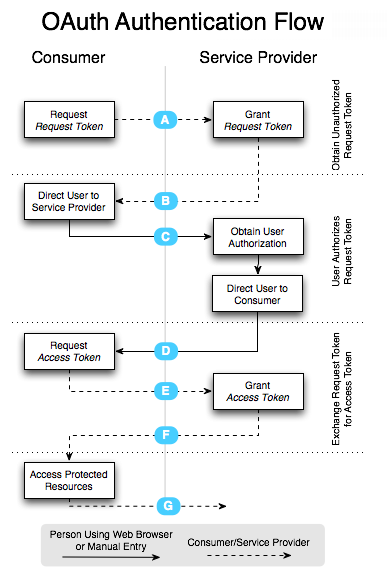 OAuth Authentication Flow
Consumer
Service Provider
Request
Request Token
A
Grant
Request Token
Obtain Unauthorized
Request Token
Direct User to
Service Provider
B
C
Obtain User
Authorization
Direct User to
Consumer
User Authorizes
Request Token
Request
Access Token
D
E
Grant
Access Token
F
Exchange Request Token
for Access Token
Access Protected
Resources
G
Person Using Web Browser
or Manual Entry
Consumer/Service Provider